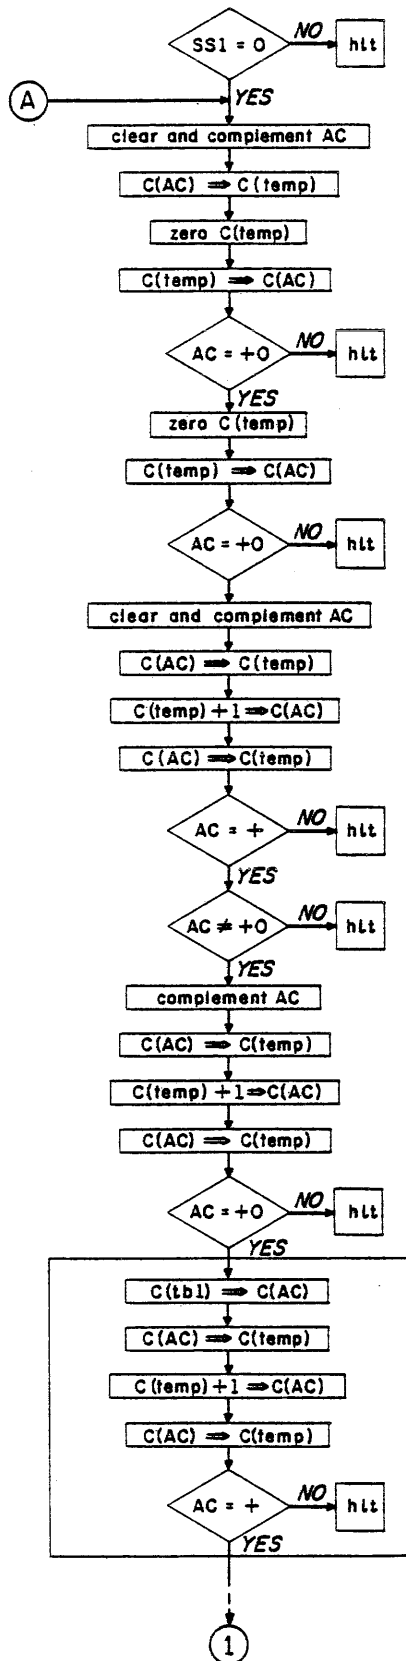 SS1 = 0 NO hlt
A YES
clear and complement AC
C(AC) ⇒ C(temp)
zero C(temp)
C(temp) ⇒ C(AC)
AC = +0 NO hlt
YES
zero C(temp)
C(temp) ⇒ C(AC)
AC = +0 NO hlt
clear and complement AC
C(AC) ⇒ C(temp)
C(temp) + 1 ⇒ C(AC)
C(AC) ⇒ C(temp)
AC = + NO hlt
YES
AC ≠ +0 NO hlt
YES
complement AC
C(AC) ⇒ C(temp)
C(temp) + 1 ⇒ C(AC)
C(AC) ⇒ C(temp)
AC = +0 NO hlt
YES
C(tbl) ⇒ C(AC)
C(AC) ⇒ C(temp)
C(temp) + 1 ⇒ C(AC)
C(AC) ⇒ C(temp)
AC = + NO hlt
YES
1